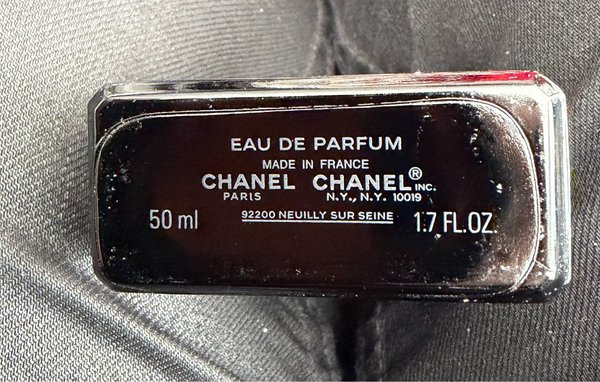 EAU DE PARFUM
MADE IN FRANCE
CHANEL CHANEL® INC.
PARIS N.Y., N.Y. 10019
50 ml 92200 NEUILLY SUR SEINE 1.7 FL.OZ.